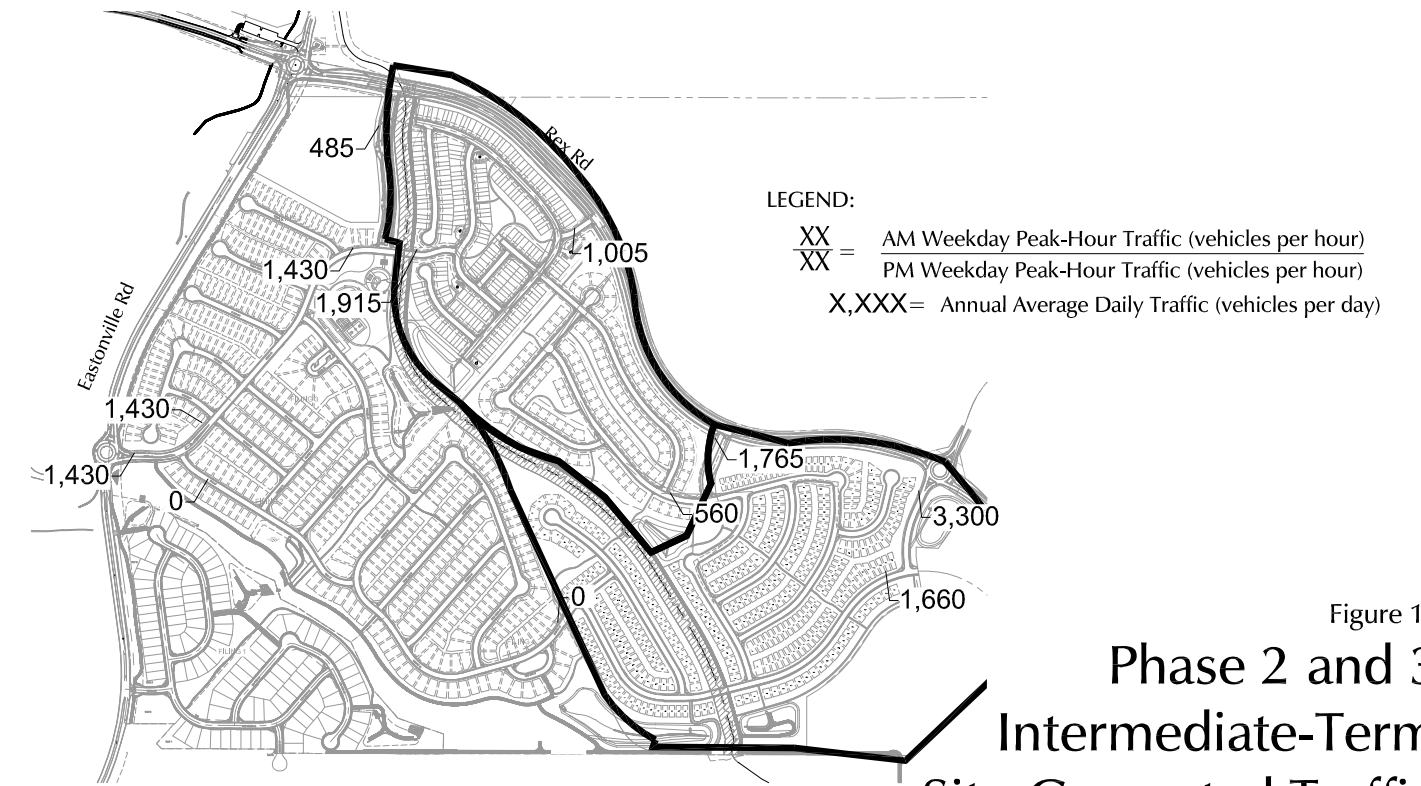 Rex Rd
485
LEGEND:
XX
XX
=
AM Weekday Peak-Hour Traffic (vehicles per hour)
PM Weekday Peak-Hour Traffic (vehicles per hour)
X,XXX= Annual Average Daily Traffic (vehicles per day)
1,005
1,430
1,915
Eastonville Rd
1,430
1,430
0
1,765
560
3,300
0
1,660
FILING 1
Figure 1
Phase 2 and 3
Intermediate-Term